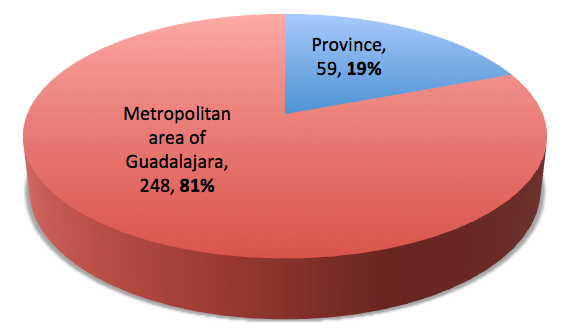 Province,
59, 19%
Metropolitan
area of
Guadalajara,
248, 81%